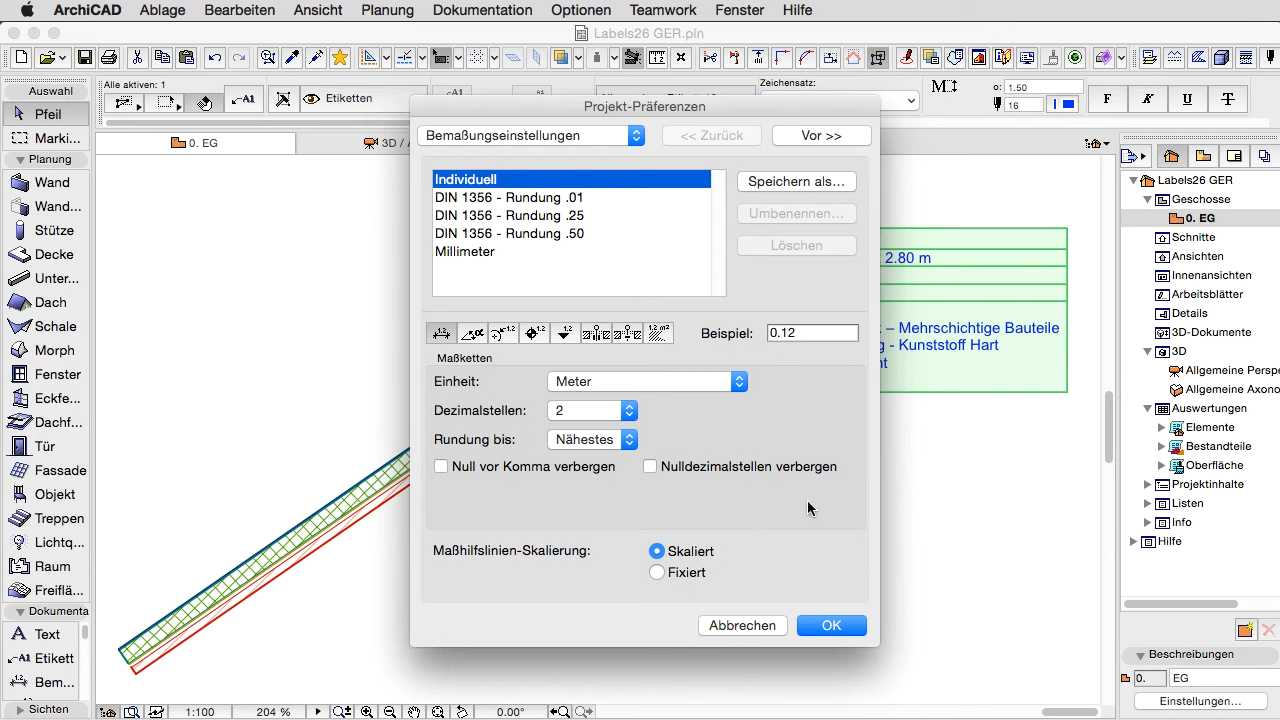 ArchiCAD Ablage Bearbeiten Ansicht Planung Dokumentation Optionen Teamwork Fenster Hilfe
Labels26 GER.pln
Auswahl
Alle aktiven: 1
Zeichensatz:
Etiketten
A1
M
1.50
16
F K U T
Pfeil
Marki...
Planung
Wand
Wand...
Stütze
Decke
Unter...
Dach
Schale
Morph
Fenster
Eckfe...
Dachf...
Tür
Fassade
Objekt
Treppen
Lichtq...
Raum
Freiflä...
Dokumenta
Text
A1 Etikett
Bem...
Sichten
0. EG
3D / A
Projekt-Präferenzen
Bemaßungseinstellungen
<< Zurück
Vor >>
Individuell
DIN 1356 - Rundung .01
DIN 1356 - Rundung .25
DIN 1356 - Rundung .50
Millimeter
Speichern als...
Umbenennen...
Löschen
Beispiel: 0.12
Maßketten
Einheit: Meter
Dezimalstellen: 2
Rundung bis: Nähestes
Null vor Komma verbergen
Nulldezimalstellen verbergen
Maßhilfslinien-Skalierung:
Skaliert
Fixiert
Abbrechen
OK
2.80 m
– Mehrschichtige Bauteile
g - Kunststoff Hart
nt
Labels26 GER
Geschosse
0. EG
Schnitte
Ansichten
Innenansichten
Arbeitsblätter
Details
3D-Dokumente
3D
Allgemeine Perspe
Allgemeine Axono
Auswertungen
Elemente
Bestandteile
Oberfläche
Projektinhalte
Listen
Info
Hilfe
Beschreibungen
0. EG
Einstellungen...
1:100
204 %
0.00°